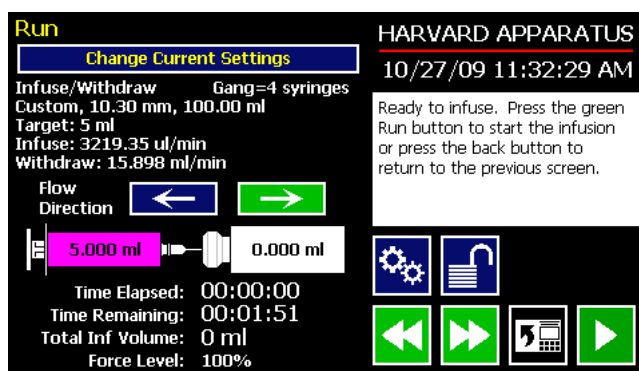 Run
Change Current Settings
Infuse/Withdraw Gang=4 syringes
Custom, 10.30 mm, 100.00 ml
Target: 5 ml
Infuse: 3219.35 ul/min
Withdraw: 15.898 ml/min
Flow
Direction
5.000 ml 0.000 ml
Time Elapsed: 00:00:00
Time Remaining: 00:01:51
Total Inf Volume: 0 ml
Force Level: 100%
HARVARD APPARATUS
10/27/09 11:32:29 AM
Ready to infuse. Press the green
Run button to start the infusion
or press the back button to
return to the previous screen.